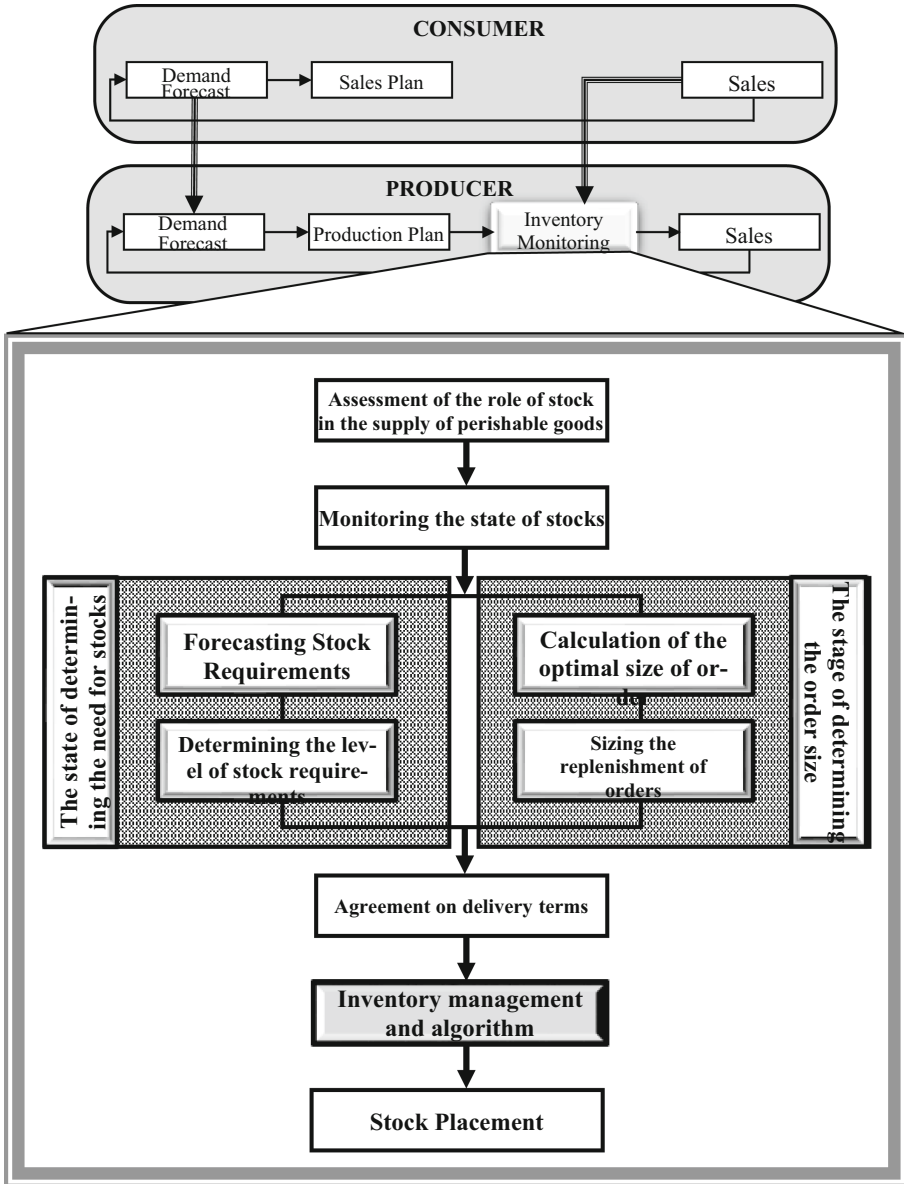 CONSUMER
Demand
Forecast
Sales Plan
Sales
PRODUCER
Demand
Forecast
Production Plan
Inventory
Monitoring
Sales
Assessment of the role of stock
in the supply of perishable goods
Monitoring the state of stocks
The state of determin-
ing the need for stocks
Forecasting Stock
Requirements
Determining the lev-
el of stock require-
ments
Calculation of the
optimal size of or-
der
Sizing the
replenishment of
orders
The stage of determining
the order size
Agreement on delivery terms
Inventory management
and algorithm
Stock Placement